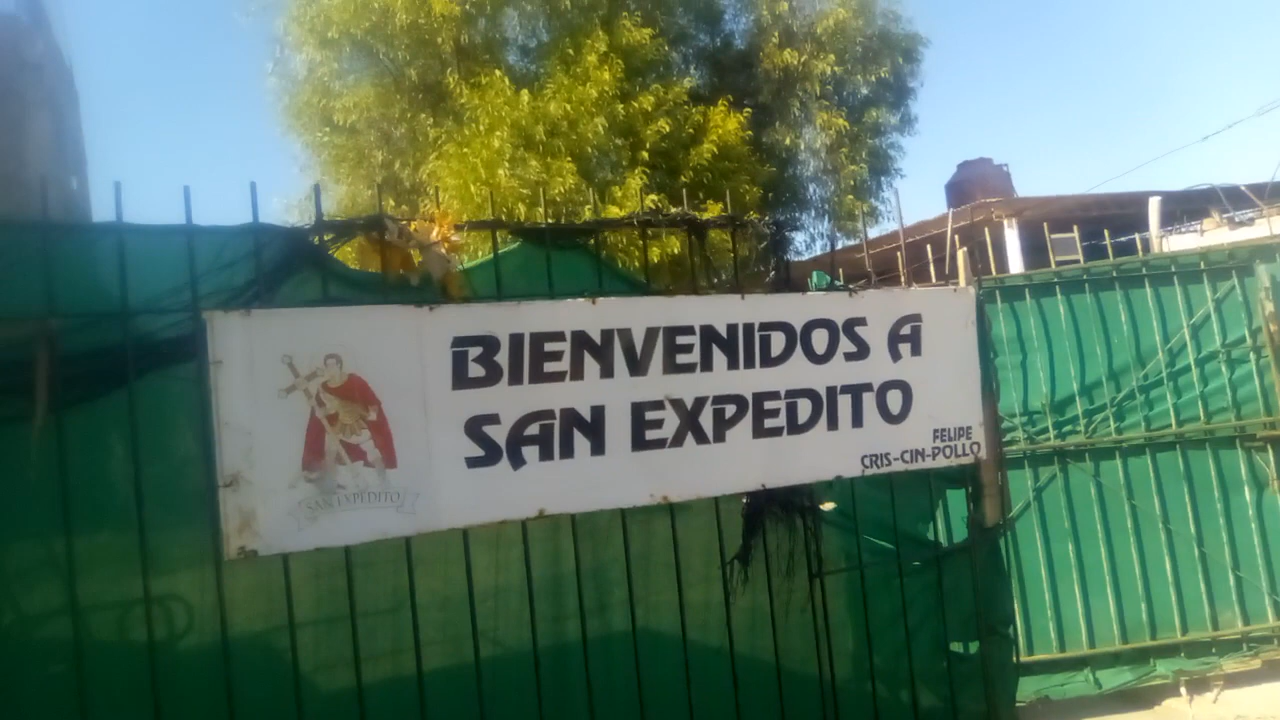 BIENVENIDOS A
SAN EXPEDITO
FELIPE
CRIS-CIN-POLLO
SAN EXPEDITO